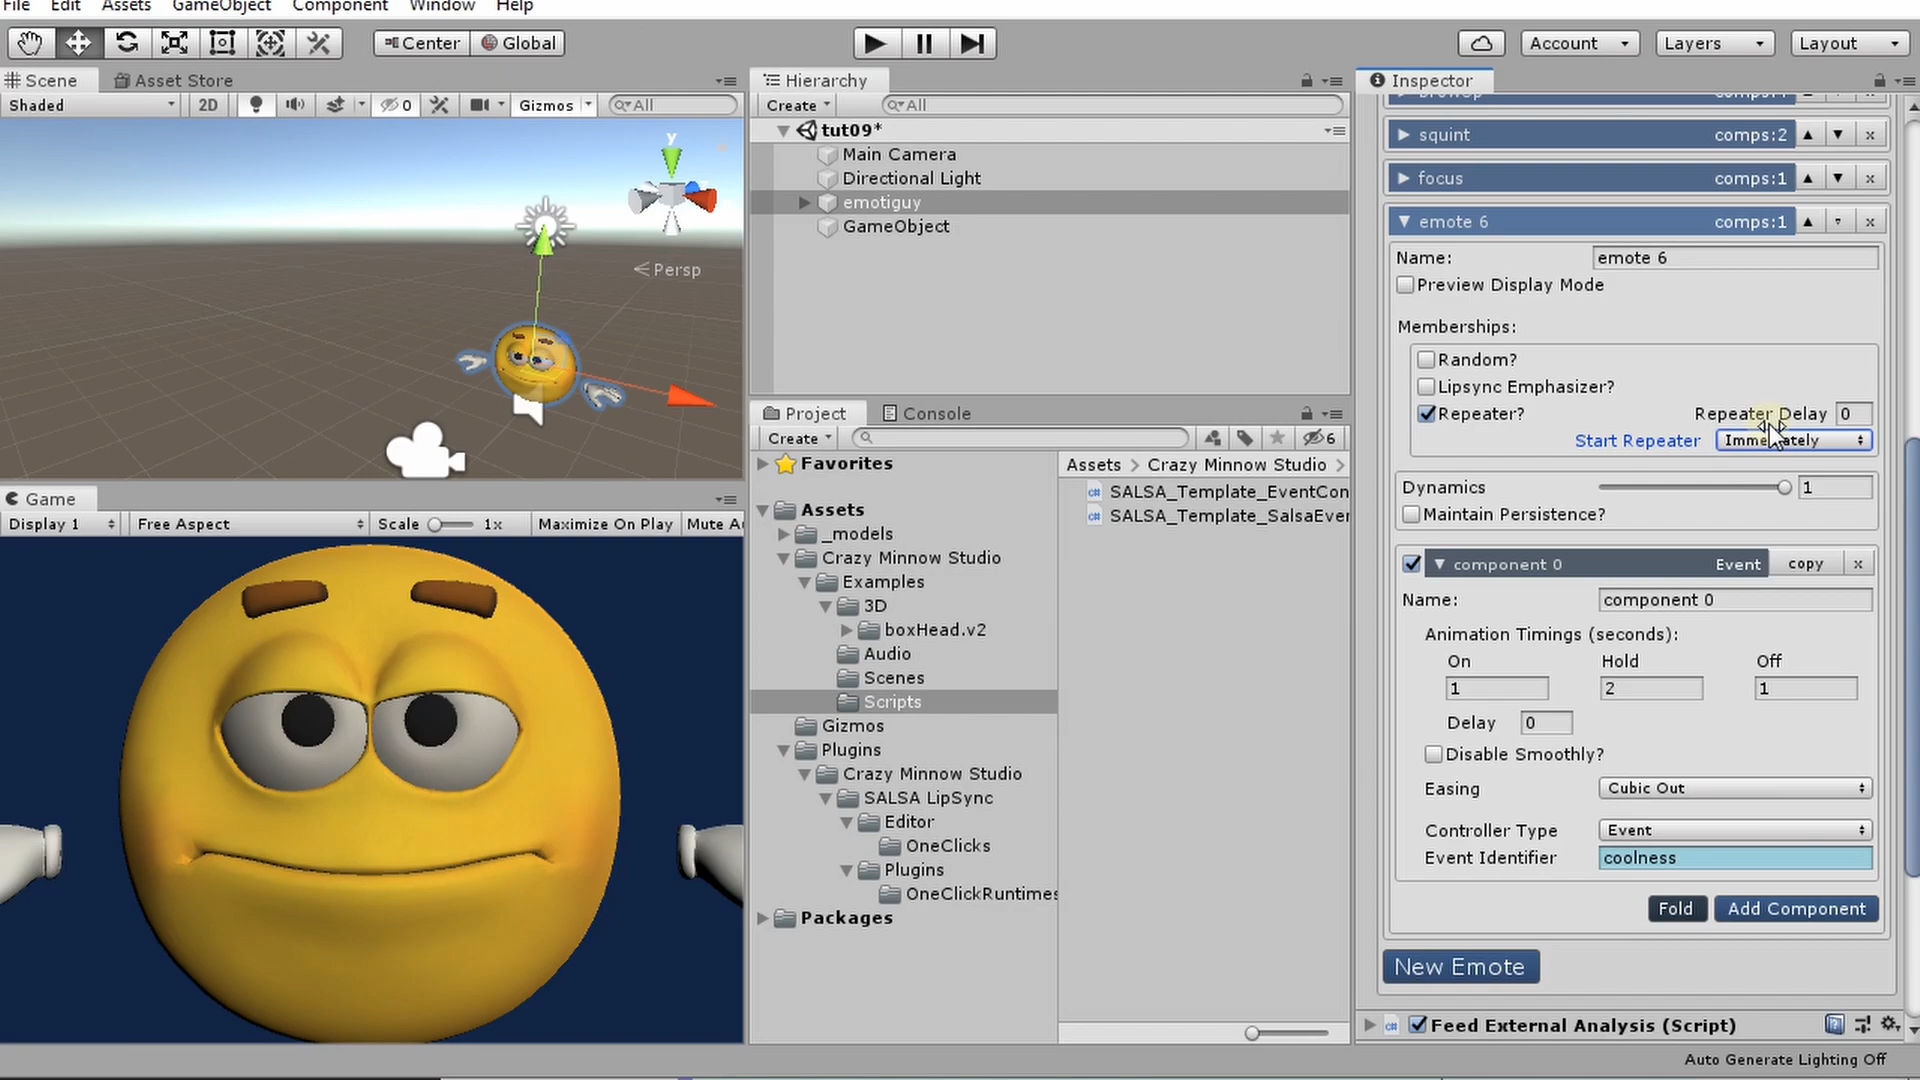 File Edit Assets GameObject Component Window Help
Center Global Account Layers Layout
Scene Asset Store
Shaded 2D 0 Gizmos All
y
Persp
Game
Display 1 Free Aspect Scale 1x Maximize On Play Mute Au
Hierarchy
Create All
tut09*
Main Camera
Directional Light
emotiguy
GameObject
Project Console
Create 6
Favorites
Assets
_models
Crazy Minnow Studio
Examples
3D
boxHead.v2
Audio
Scenes
Scripts
Gizmos
Plugins
Crazy Minnow Studio
SALSA LipSync
Editor
OneClicks
Plugins
OneClickRuntimes
Packages
Assets > Crazy Minnow Studio >
SALSA_Template_EventCon
SALSA_Template_SalsaEver
Inspector
squint comps:2 x
focus comps:1 x
emote 6 comps:1 x
Name: emote 6
Preview Display Mode
Memberships:
Random?
Lipsync Emphasizer?
Repeater? Repeater Delay 0
Start Repeater Immediately
Dynamics 1
Maintain Persistence?
component 0 Event copy x
Name: component 0
Animation Timings (seconds):
On Hold Off
1 2 1
Delay 0
Disable Smoothly?
Easing Cubic Out
Controller Type Event
Event Identifier coolness
Fold Add Component
New Emote
Feed External Analysis (Script)
Auto Generate Lighting Off